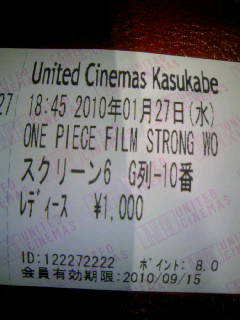 United Cinemas Kasukabe
27 18:45 2010年01月27日(水)
ONE PIECE FILM STRONG WO
スクリーン6 G列-10番
ﾚﾃﾞｨｰｽ ¥1,000
ID:122272222 ﾎﾟｲﾝﾄ: 8.0
会員有効期限:2010/09/15